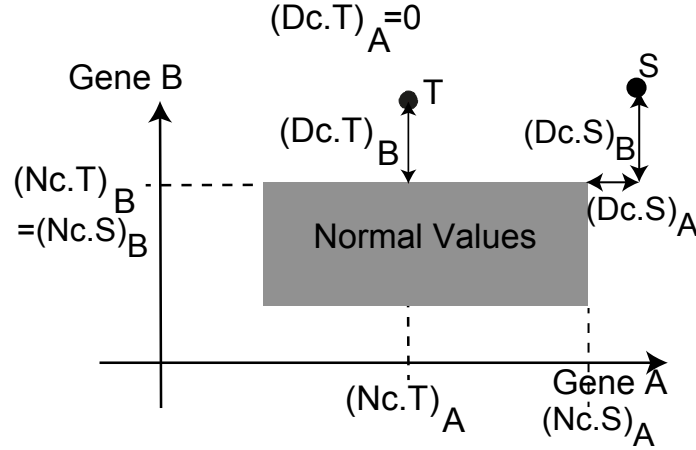 (Dc.T)A=0
Gene B
T
S
(Dc.T)B
(Dc.S)B
(Nc.T)B
=(Nc.S)B
Normal Values
(Dc.S)A
Gene A
(Nc.T)A
(Nc.S)A